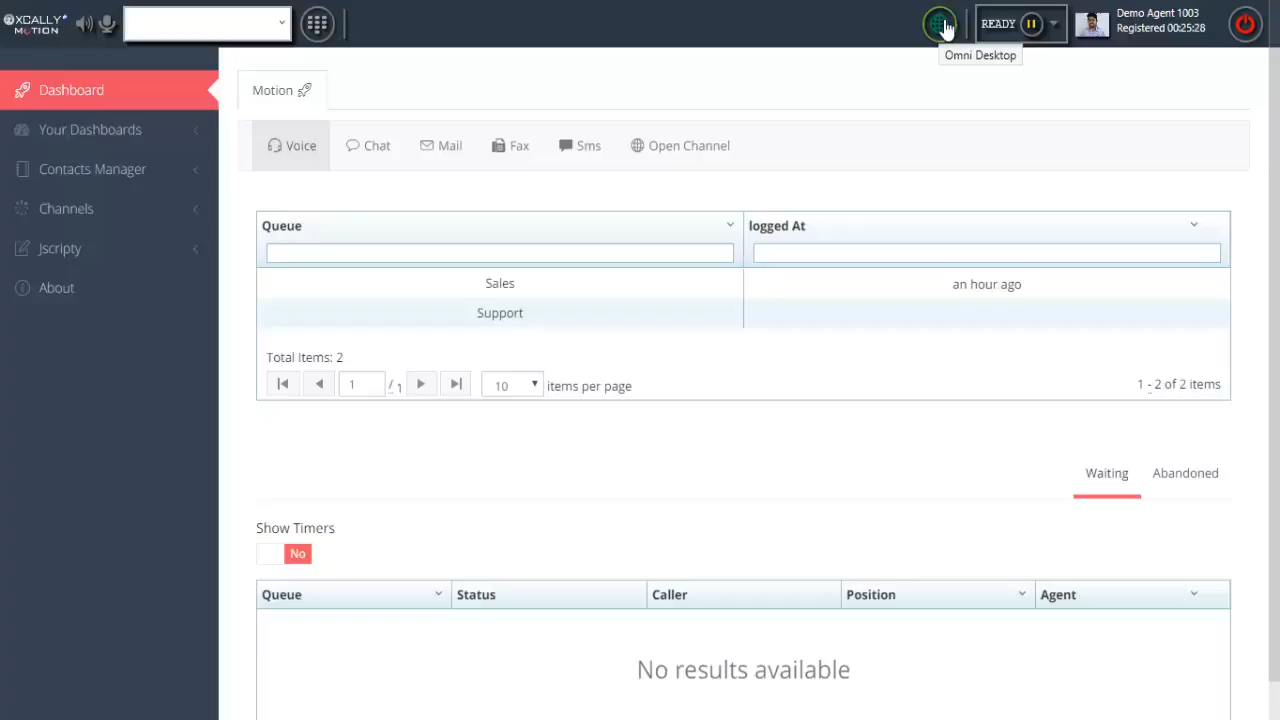 XCALLY
MOTION
READY
Demo Agent 1003
Registered 00:25:28
Omni Desktop
Dashboard
Your Dashboards
Contacts Manager
Channels
Jscripty
About
Motion
Voice
Chat
Mail
Fax
Sms
Open Channel
Queue
logged At
Sales
an hour ago
Support
Total Items: 2
1
/ 1
10
items per page
1 - 2 of 2 items
Waiting
Abandoned
Show Timers
No
Queue
Status
Caller
Position
Agent
No results available